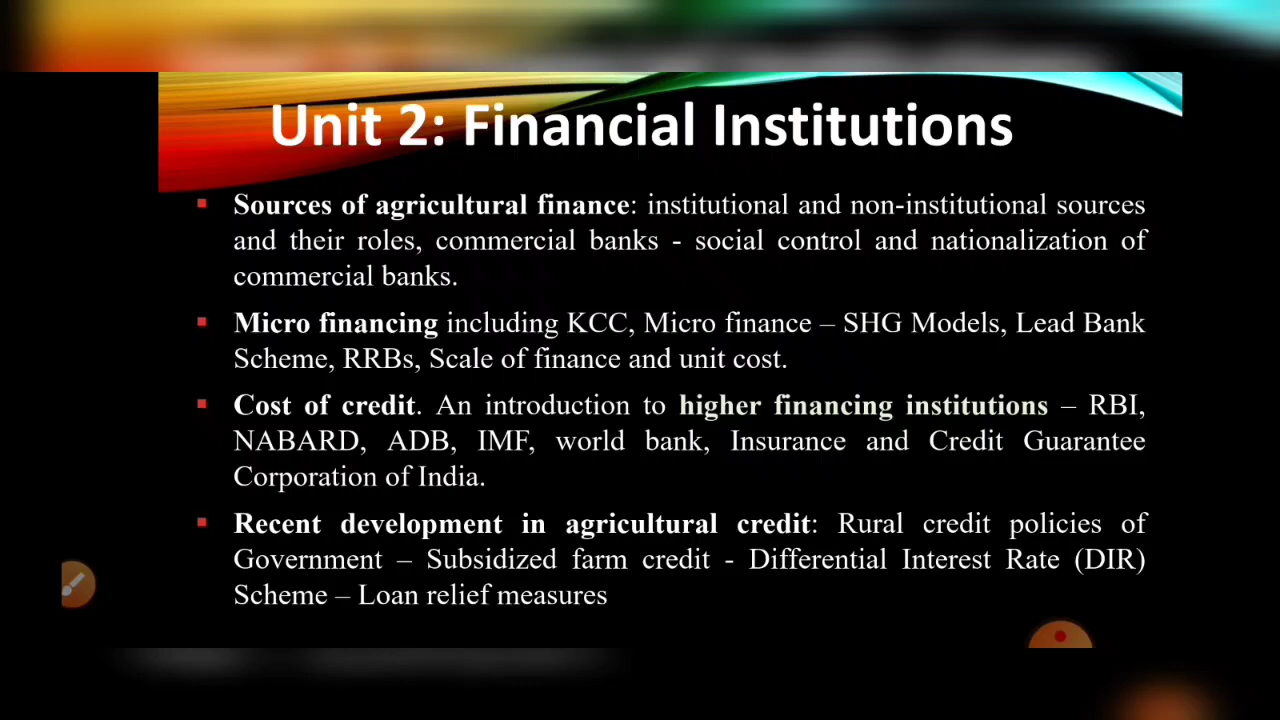 Unit 2: Financial Institutions
▪ Sources of agricultural finance: institutional and non-institutional sources
and their roles, commercial banks - social control and nationalization of
commercial banks.
▪ Micro financing including KCC, Micro finance – SHG Models, Lead Bank
Scheme, RRBs, Scale of finance and unit cost.
▪ Cost of credit. An introduction to higher financing institutions – RBI,
NABARD, ADB, IMF, world bank, Insurance and Credit Guarantee
Corporation of India.
▪ Recent development in agricultural credit: Rural credit policies of
Government – Subsidized farm credit - Differential Interest Rate (DIR)
Scheme – Loan relief measures